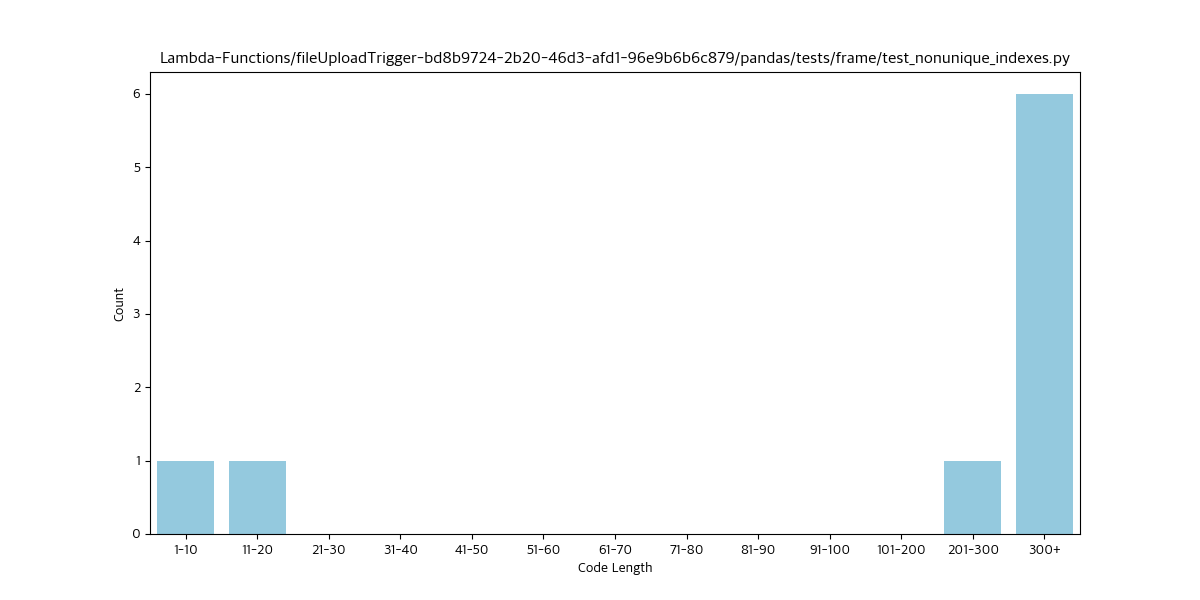 Lambda-Functions/fileUploadTrigger-bd8b9724-2b20-46d3-afd1-96e9b6b6c879/pandas/tests/frame/test_nonunique_indexes.py
6
5
4
3
2
1
0
Count
1-10 11-20 21-30 31-40 41-50 51-60 61-70 71-80 81-90 91-100 101-200 201-300 300+
Code Length